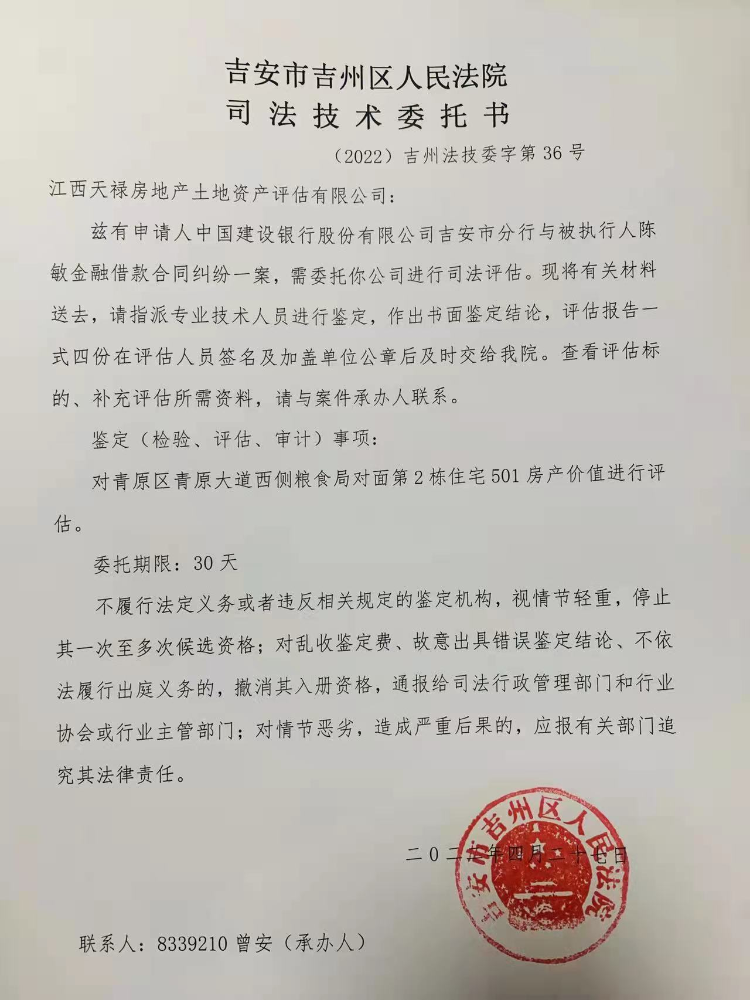 吉安市吉州区人民法院
司法技术委托书
（2022）吉州法技委字第 36 号
江西天禄房地产土地资产评估有限公司：
兹有申请人中国建设银行股份有限公司吉安市分行与被执行人陈
敏金融借款合同纠纷一案，需委托你公司进行司法评估。现将有关材料
送去，请指派专业技术人员进行鉴定，作出书面鉴定结论，评估报告一
式四份在评估人员签名及加盖单位公章后及时交给我院。查看评估标
的、补充评估所需资料，请与案件承办人联系。
鉴定（检验、评估、审计）事项：
对青原区青原大道西侧粮食局对面第 2 栋住宅 501 房产价值进行评
估。
委托期限：30 天
不履行法定义务或者违反相关规定的鉴定机构，视情节轻重，停止
其一次至多次候选资格；对乱收鉴定费、故意出具错误鉴定结论、不依
法履行出庭义务的，撤消其入册资格，通报给司法行政管理部门和行业
协会或行业主管部门；对情节恶劣，造成严重后果的，应报有关部门追
究其法律责任。
二0二二年四月二十七日
吉安市吉州区人民法院
联系人：8339210 曾安（承办人）